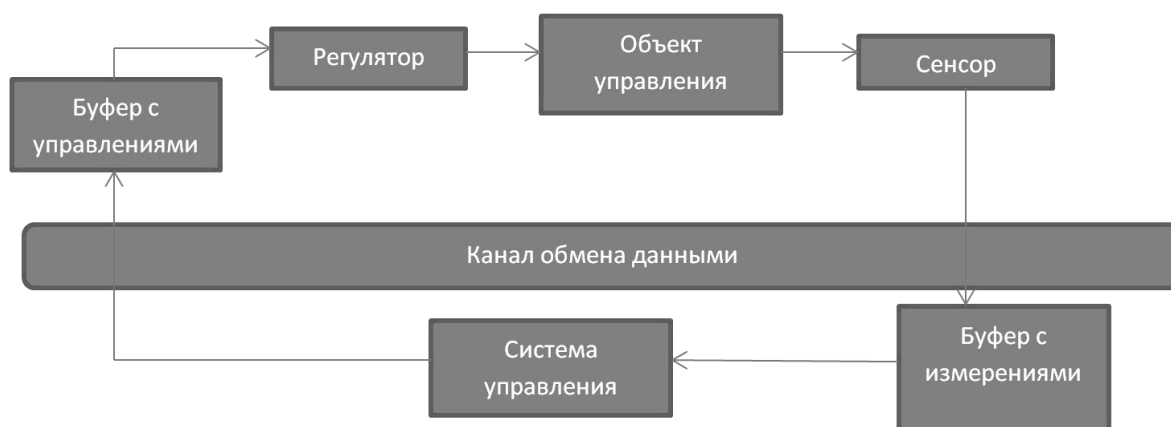 Регулятор
Объект
управления
Сенсор
Буфер с
управлениями
Канал обмена данными
Система
управления
Буфер с
измерениями